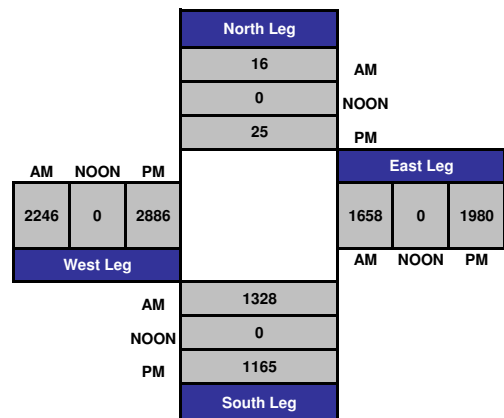 North Leg
16 AM
0 NOON
25 PM
AM NOON PM
East Leg
2246 0 2886
1658 0 1980
West Leg
AM NOON PM
AM 1328
NOON 0
PM 1165
South Leg